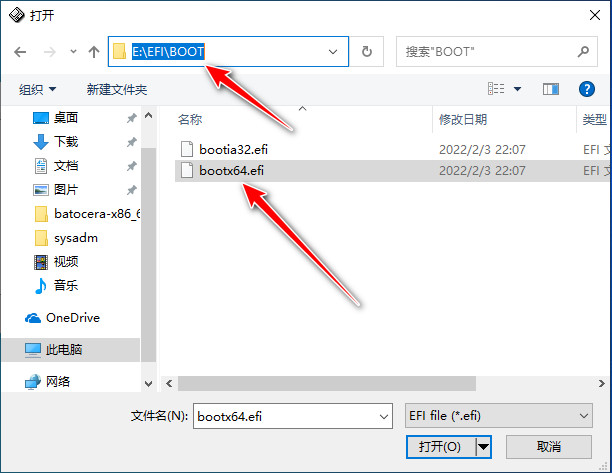 打开
E:\EFI\BOOT
搜索"BOOT"
组织
新建文件夹
名称 修改日期 类型
桌面
下载
文档
图片
batocera-x86_6
sysadm
视频
音乐
OneDrive
此电脑
网络
bootia32.efi 2022/2/3 22:07 EFI 文
bootx64.efi 2022/2/3 22:07 EFI 文
文件名(N): bootx64.efi EFI file (*.efi)
打开(O) 取消